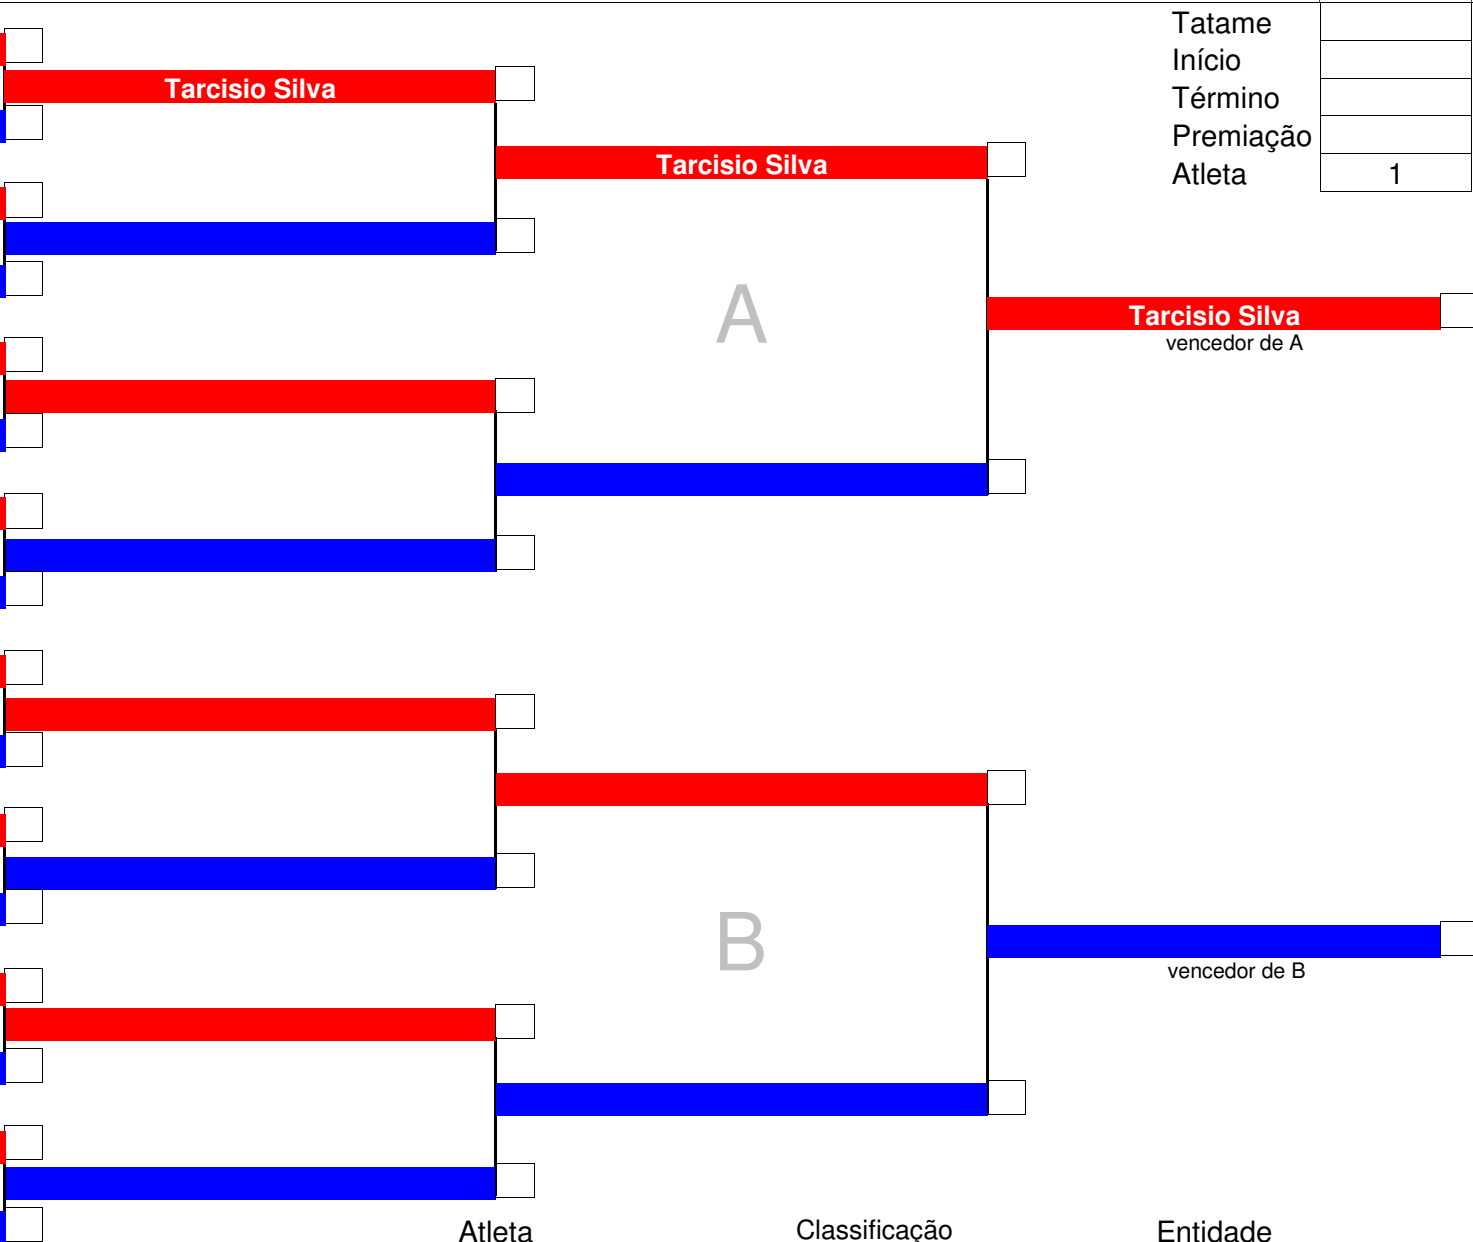 Tatame
Início
Tarcisio Silva
Término
Premiação
Tarcisio Silva
Atleta 1
A
Tarcisio Silva
vencedor de A
B
vencedor de B
Atleta Classificação Entidade